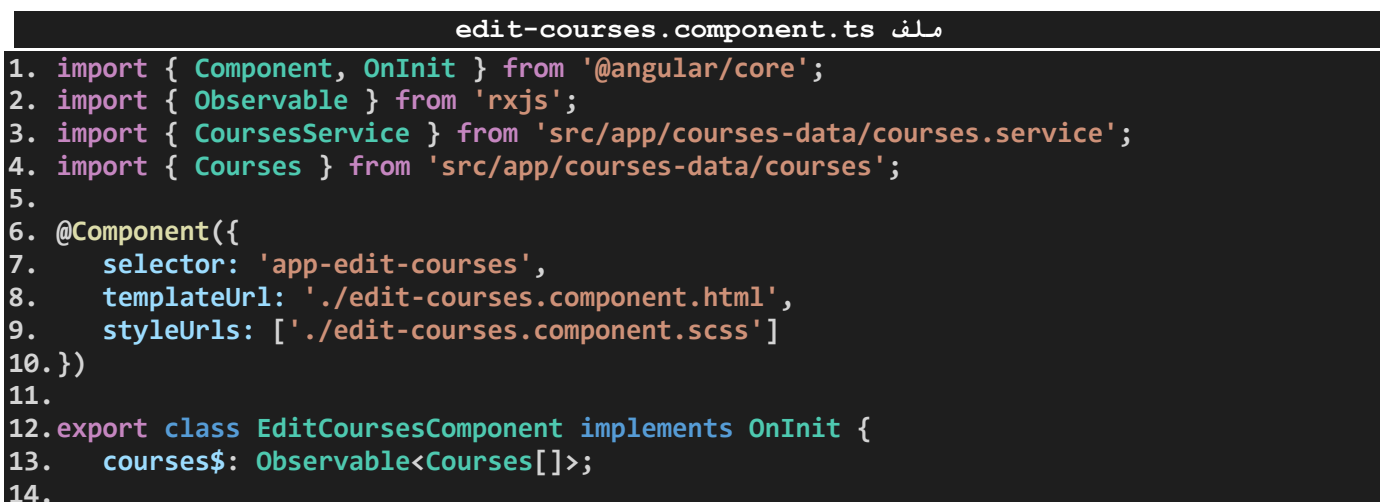 ملف edit-courses.component.ts
1. import { Component, OnInit } from '@angular/core';
2. import { Observable } from 'rxjs';
3. import { CoursesService } from 'src/app/courses-data/courses.service';
4. import { Courses } from 'src/app/courses-data/courses';
5.
6. @Component({
7.    selector: 'app-edit-courses',
8.    templateUrl: './edit-courses.component.html',
9.    styleUrls: ['./edit-courses.component.scss']
10.})
11.
12.export class EditCoursesComponent implements OnInit {
13.   courses$: Observable<Courses[]>;
14.